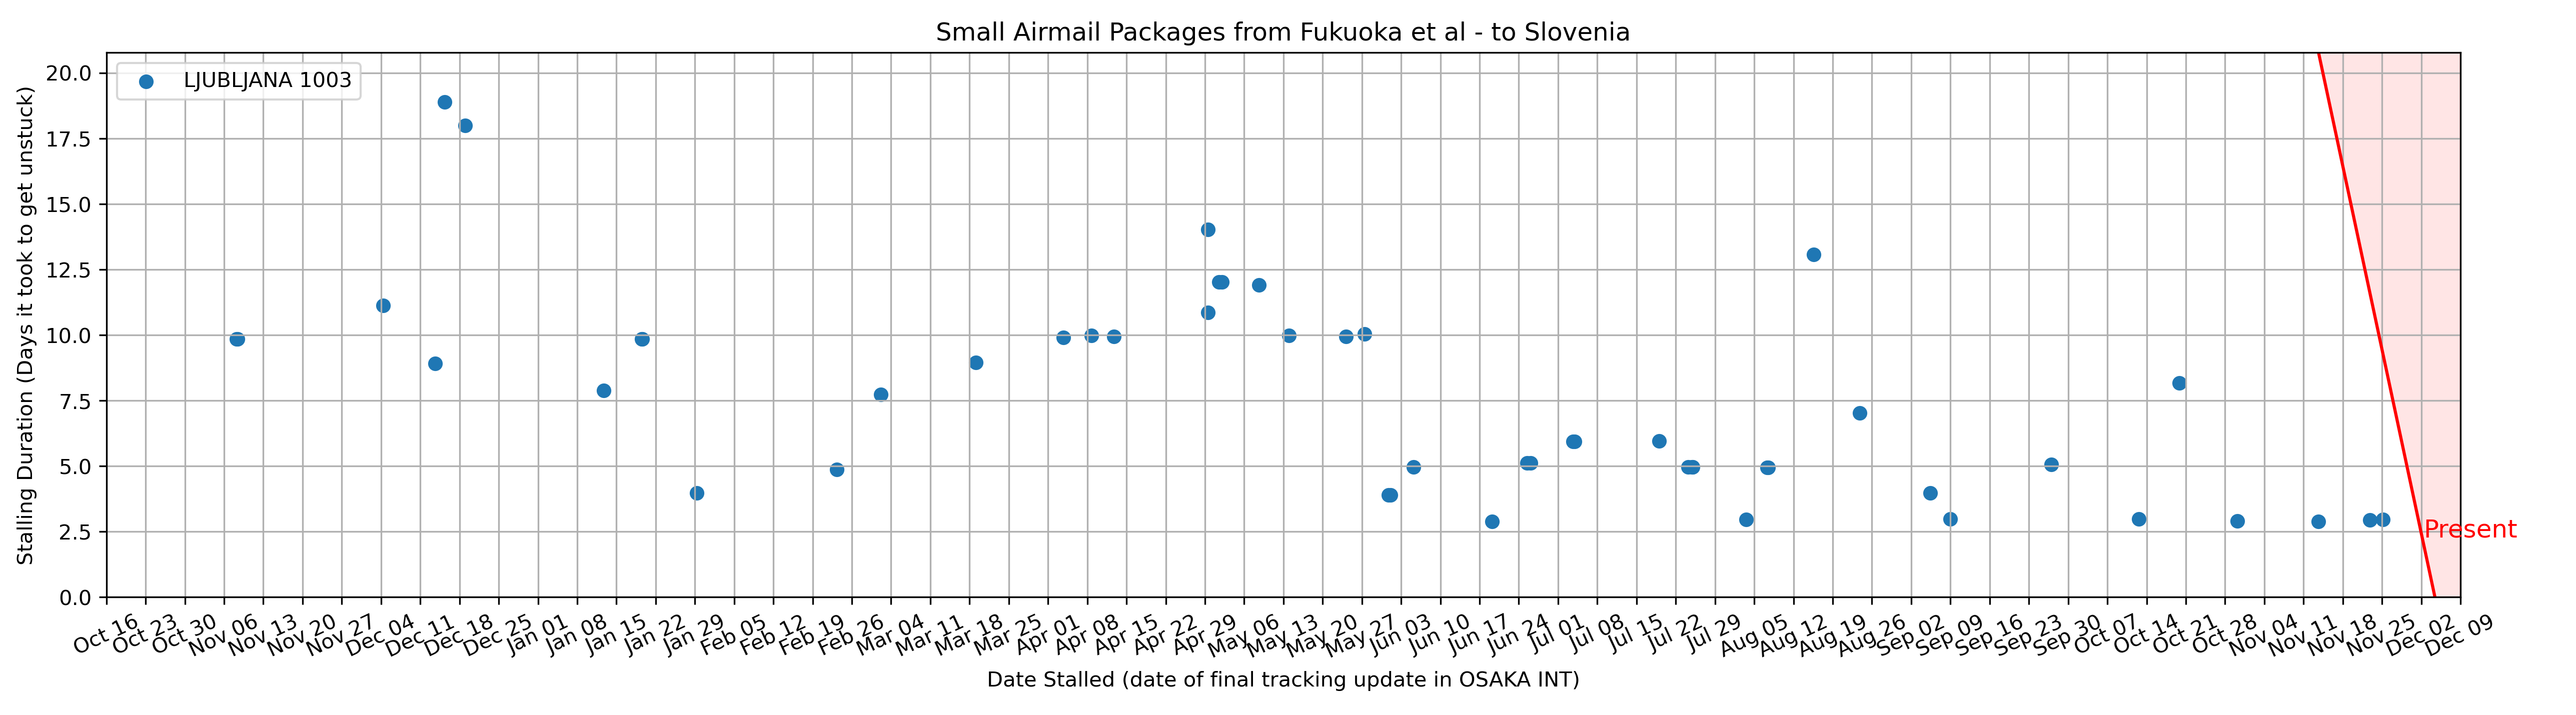 Small Airmail Packages from Fukuoka et al - to Slovenia
LJUBLJANA 1003
Stalling Duration (Days it took to get unstuck)
20.0
17.5
15.0
12.5
10.0
7.5
5.0
2.5
0.0
Present
Oct 16
Oct 23
Oct 30
Nov 06
Nov 13
Nov 20
Nov 27
Dec 04
Dec 11
Dec 18
Dec 25
Jan 01
Jan 08
Jan 15
Jan 22
Jan 29
Feb 05
Feb 12
Feb 19
Feb 26
Mar 04
Mar 11
Mar 18
Mar 25
Apr 01
Apr 08
Apr 15
Apr 22
Apr 29
May 06
May 13
May 20
May 27
Jun 03
Jun 10
Jun 17
Jun 24
Jul 01
Jul 08
Jul 15
Jul 22
Jul 29
Aug 05
Aug 12
Aug 19
Aug 26
Sep 02
Sep 09
Sep 16
Sep 23
Sep 30
Oct 07
Oct 14
Oct 21
Oct 28
Nov 04
Nov 11
Nov 18
Nov 25
Dec 02
Dec 09
Date Stalled (date of final tracking update in OSAKA INT)